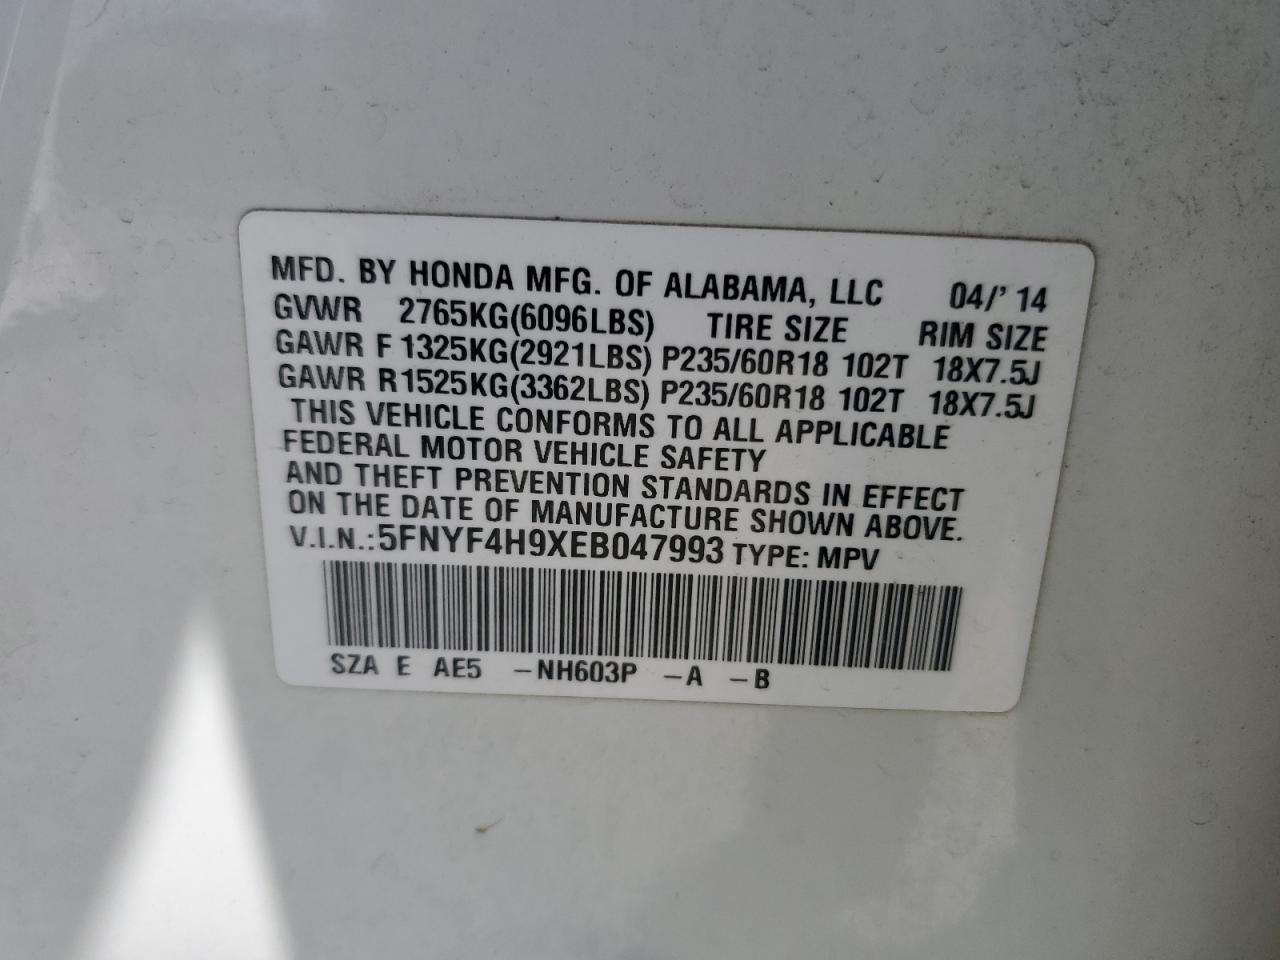 MFD. BY HONDA MFG. OF ALABAMA, LLC 04/' 14
GVWR 2765KG(6096LBS) TIRE SIZE RIM SIZE
GAWR F 1325KG(2921LBS) P235/60R18 102T 18X7.5J
GAWR R1525KG(3362LBS) P235/60R18 102T 18X7.5J
THIS VEHICLE CONFORMS TO ALL APPLICABLE
FEDERAL MOTOR VEHICLE SAFETY
AND THEFT PREVENTION STANDARDS IN EFFECT
ON THE DATE OF MANUFACTURE SHOWN ABOVE.
V.I.N.:5FNYF4H9XEB047993 TYPE: MPV
SZA E AE5 -NH603P -A -B